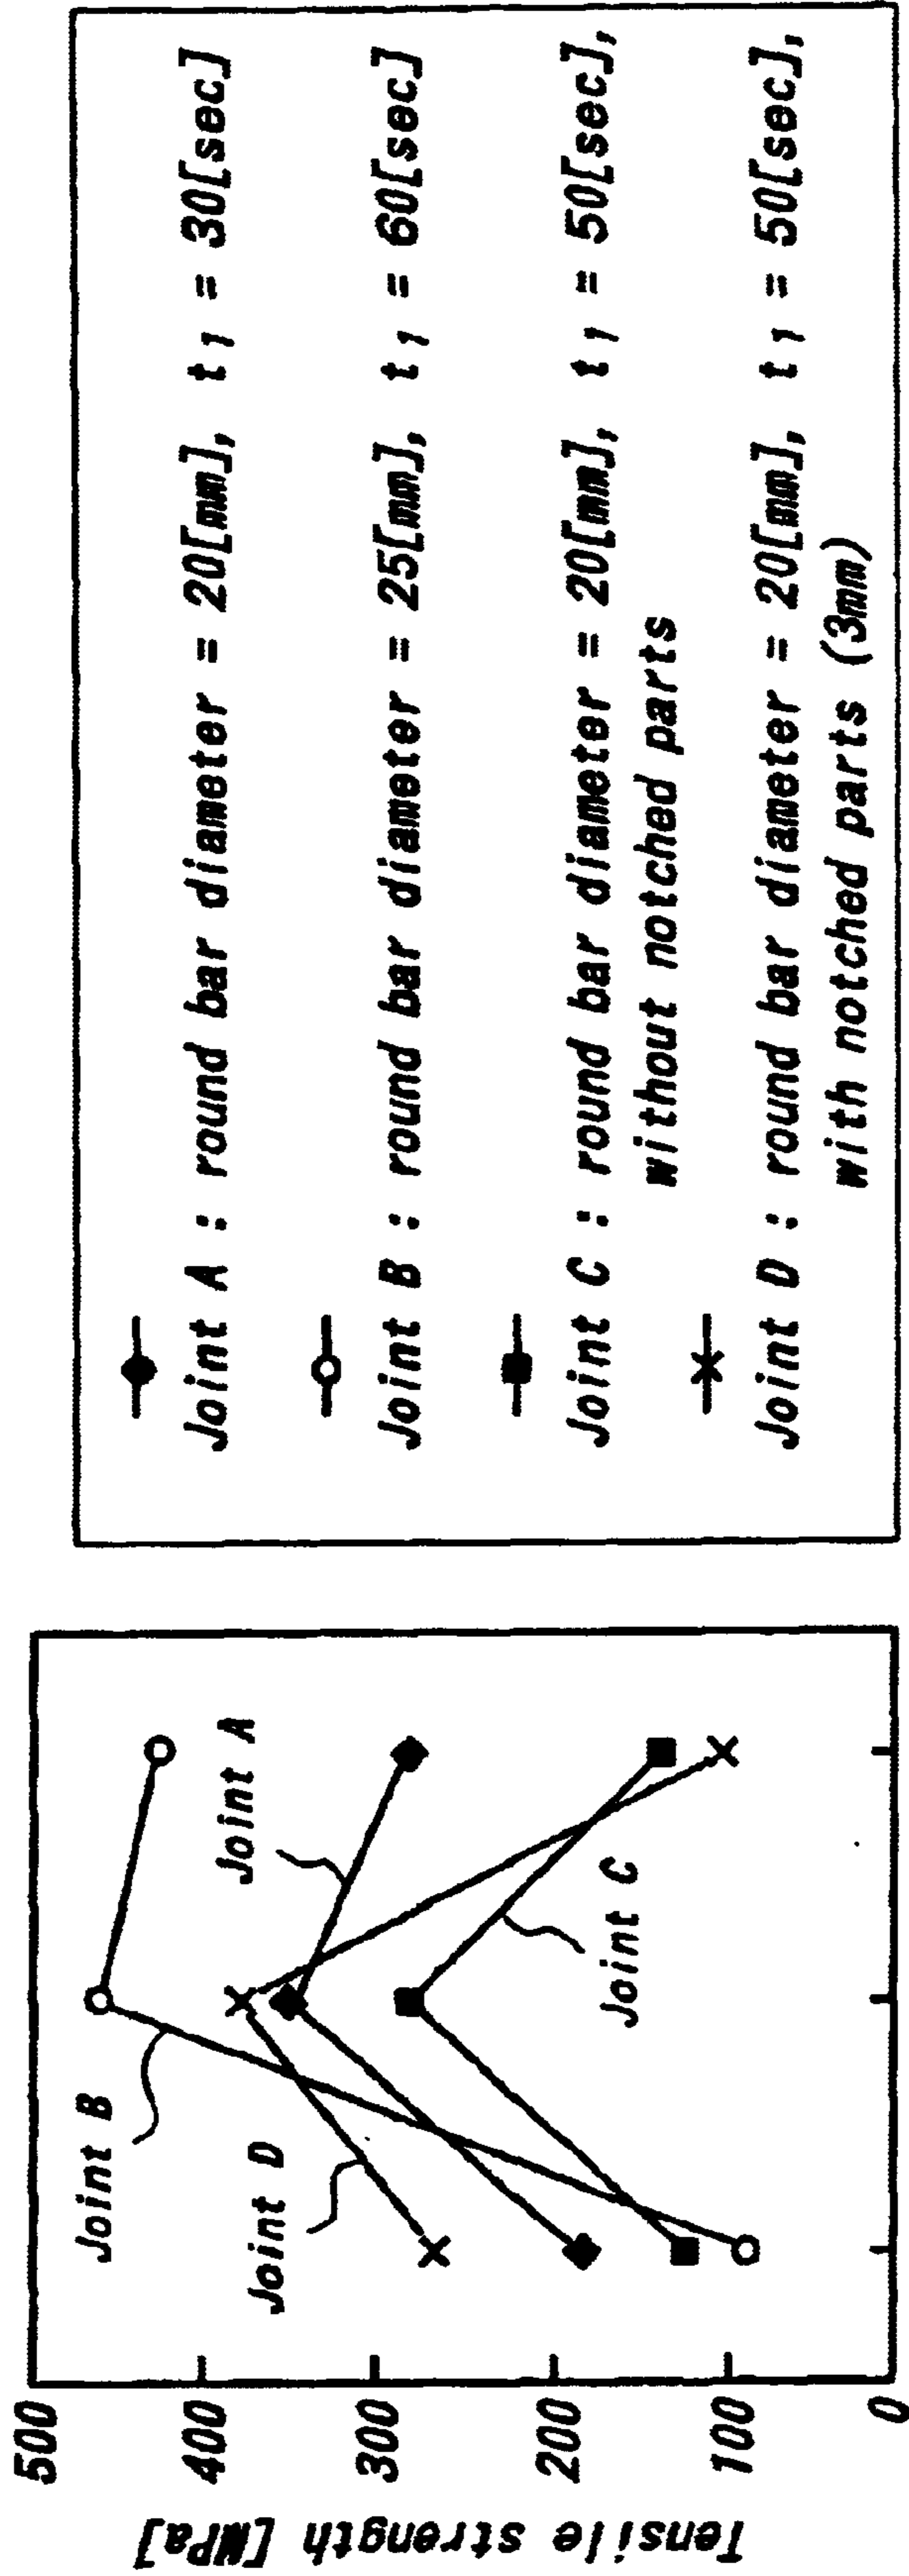 Tensile strength [MPa]
500
400
300
200
100
0
Joint B
Joint D
Joint A
Joint C
Joint A : round bar diameter = 20[mm], t1 = 30[sec]
Joint B : round bar diameter = 25[mm], t1 = 60[sec]
Joint C : round bar diameter = 20[mm], t1 = 50[sec],
without notched parts
Joint D : round bar diameter = 20[mm], t1 = 50[sec],
with notched parts (3mm)